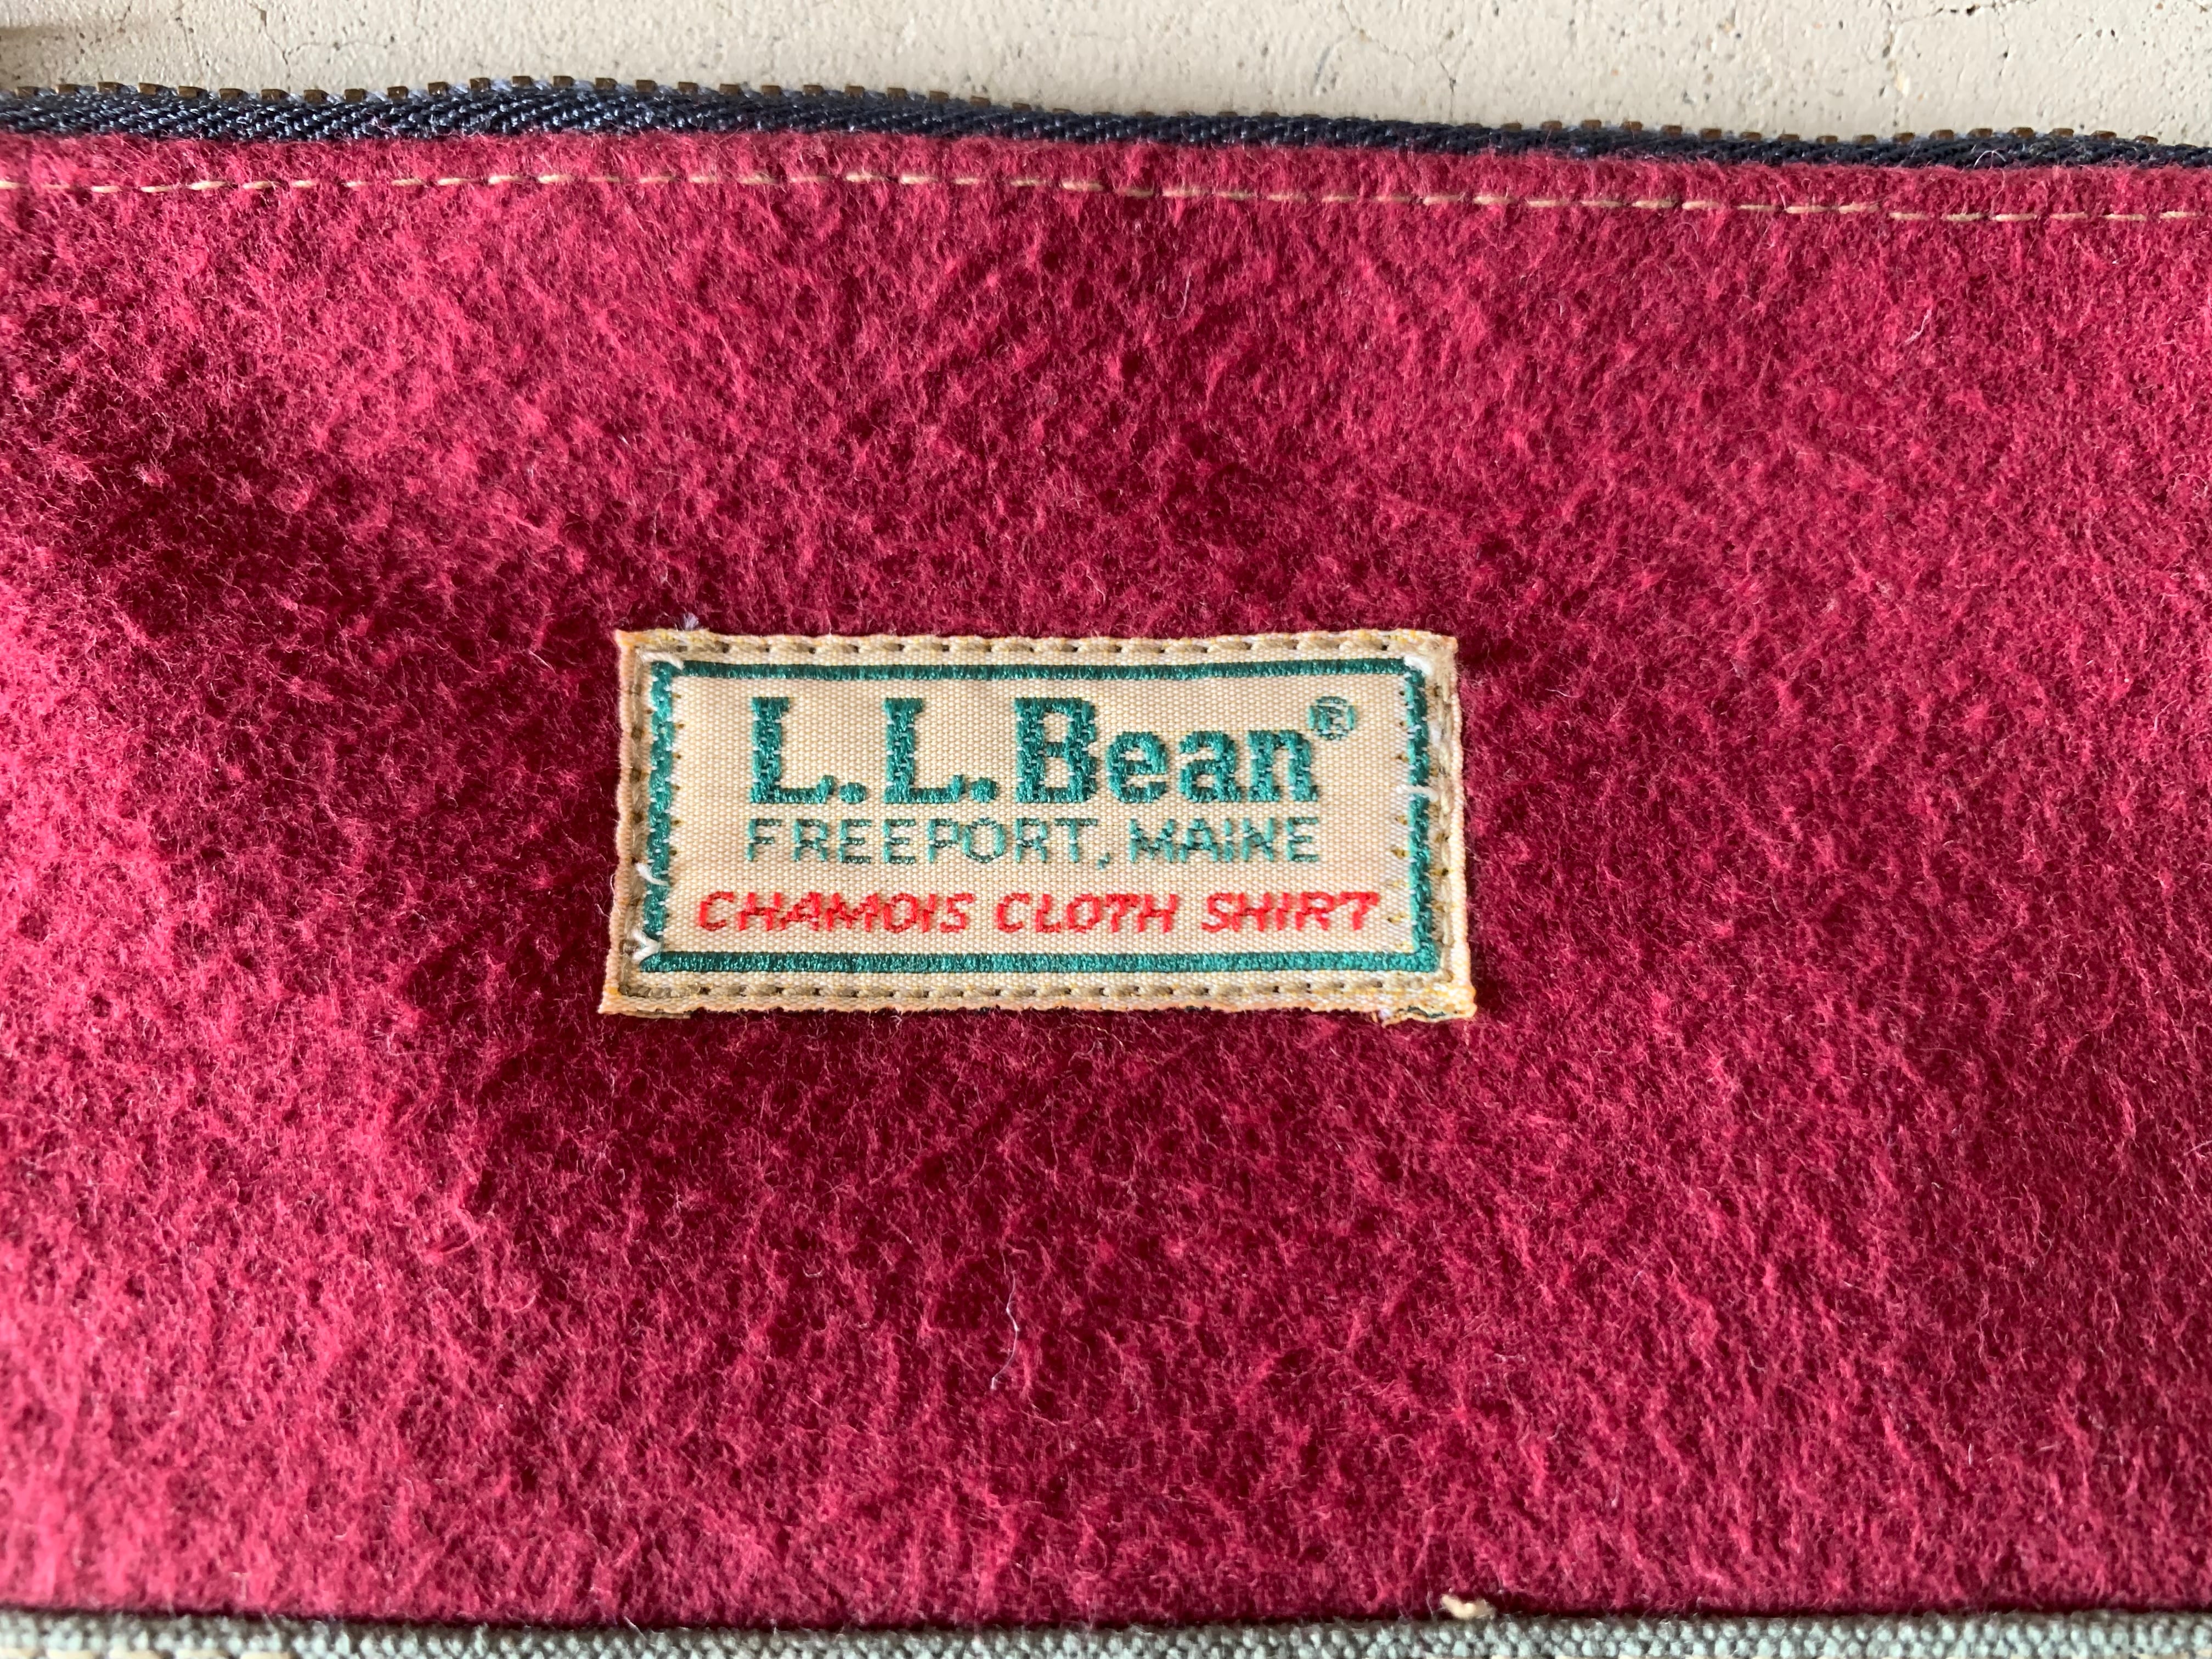 L.L.Bean®
FREEPORT, MAINE
CHAMOIS CLOTH SHIRT